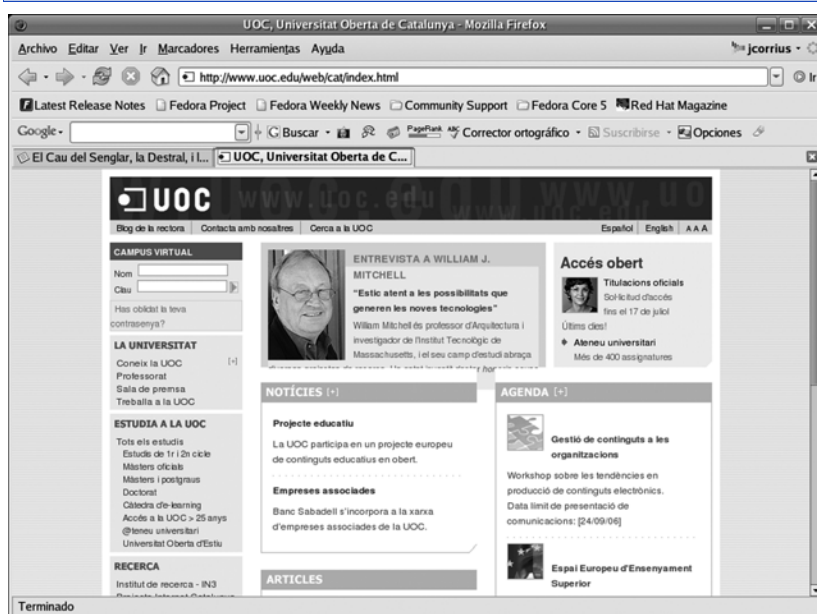 UOC, Universitat Oberta de Catalunya - Mozilla Firefox
Archivo Editar Ver Ir Marcadores Herramientas Ayuda
jcorrius
http://www.uoc.edu/web/cat/index.html
Ir
Latest Release Notes Fedora Project Fedora Weekly News Community Support Fedora Core 5 Red Hat Magazine
Google Buscar PageRank Corrector ortográfico Suscribirse Opciones
El Cau del Senglar, la Destral, i l... UOC, Universitat Oberta de C...
UOC www.uoc.edu
Blog de la rectora Contacta amb nosaltres Cerca a la UOC Español English A A A
CAMPUS VIRTUAL
Nom
Clau
Has oblidat la teva
contrasenya?
LA UNIVERSITAT
Coneix la UOC [+]
Professorat
Sala de premsa
Treballa a la UOC
ESTUDIA A LA UOC
Tots els estudis
Estudis de 1r i 2n cicle
Màsters oficials
Màsters i postgraus
Doctorat
Càtedra d'e-learning
Accés a la UOC > 25 anys
@teneu universitari
Universitat Oberta d'Estiu
RECERCA
Institut de recerca - IN3
ENTREVISTA A WILLIAM J.
MITCHELL
"Estic atent a les possibilitats que
generen les noves tecnologies"
William Mitchell és professor d'Arquitectura i
investigador de l'Institut Tecnològic de
Massachusetts, i el seu camp d'estudi abraça
Accés obert
Titulacions oficials
Sol·licitud d'accés
fins el 17 de juliol
Últims dies!
Ateneu universitari
Més de 400 assignatures
NOTÍCIES [+]
Projecte educatiu
La UOC participa en un projecte europeu
de continguts educatius en obert.
Empreses associades
Banc Sabadell s'incorpora a la xarxa
d'empreses associades de la UOC.
ARTICLES
AGENDA [+]
Gestió de continguts a les
organitzacions
Workshop sobre les tendències en
producció de continguts electrònics.
Data límit de presentació de
comunicacions: [24/09/06]
Espai Europeu d'Ensenyament
Superior
Terminado